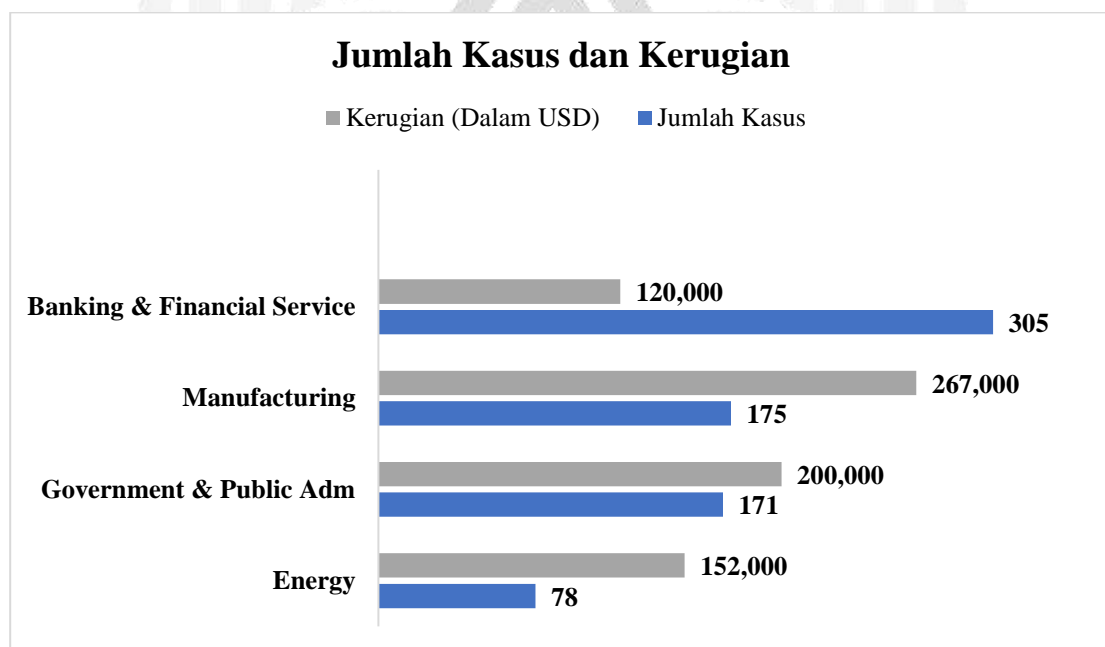 Jumlah Kasus dan Kerugian
Kerugian (Dalam USD) Jumlah Kasus
Banking & Financial Service 120,000
305
Manufacturing 267,000
175
Government & Public Adm 200,000
171
Energy 152,000
78